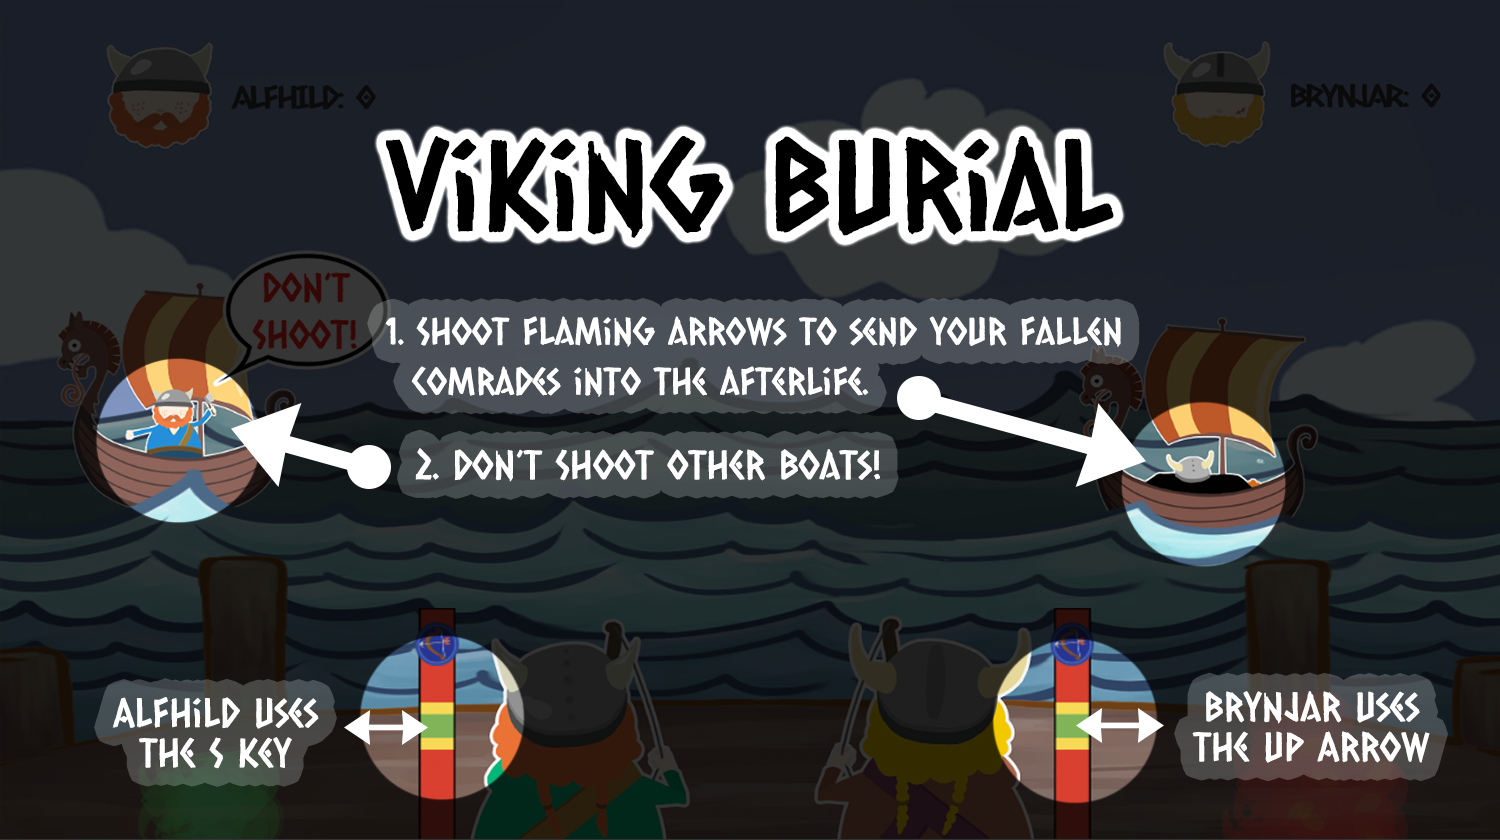 ALFHILD: 0
BRYNJAR: 0
VIKING BURIAL
DON'T
SHOOT!
1. SHOOT FLAMING ARROWS TO SEND YOUR FALLEN
COMRADES INTO THE AFTERLIFE.
2. DON'T SHOOT OTHER BOATS!
ALFHILD USES
THE S KEY
BRYNJAR USES
THE UP ARROW